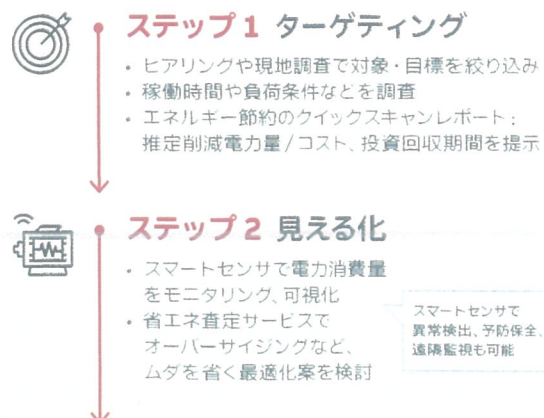 ステップ1 ターゲティング
・ヒアリングや現地調査で対象・目標を絞り込み
・稼働時間や負荷条件などを調査
・エネルギー節約のクイックスキャンレポート：
推定削減電力量/コスト、投資回収期間を提示
ステップ2 見える化
・スマートセンサで電力消費量
をモニタリング、可視化
・省エネ査定サービスで
オーバーサイジングなど、
ムダを省く最適化案を検討
スマートセンサで
異常検出、予防保全、
遠隔監視も可能